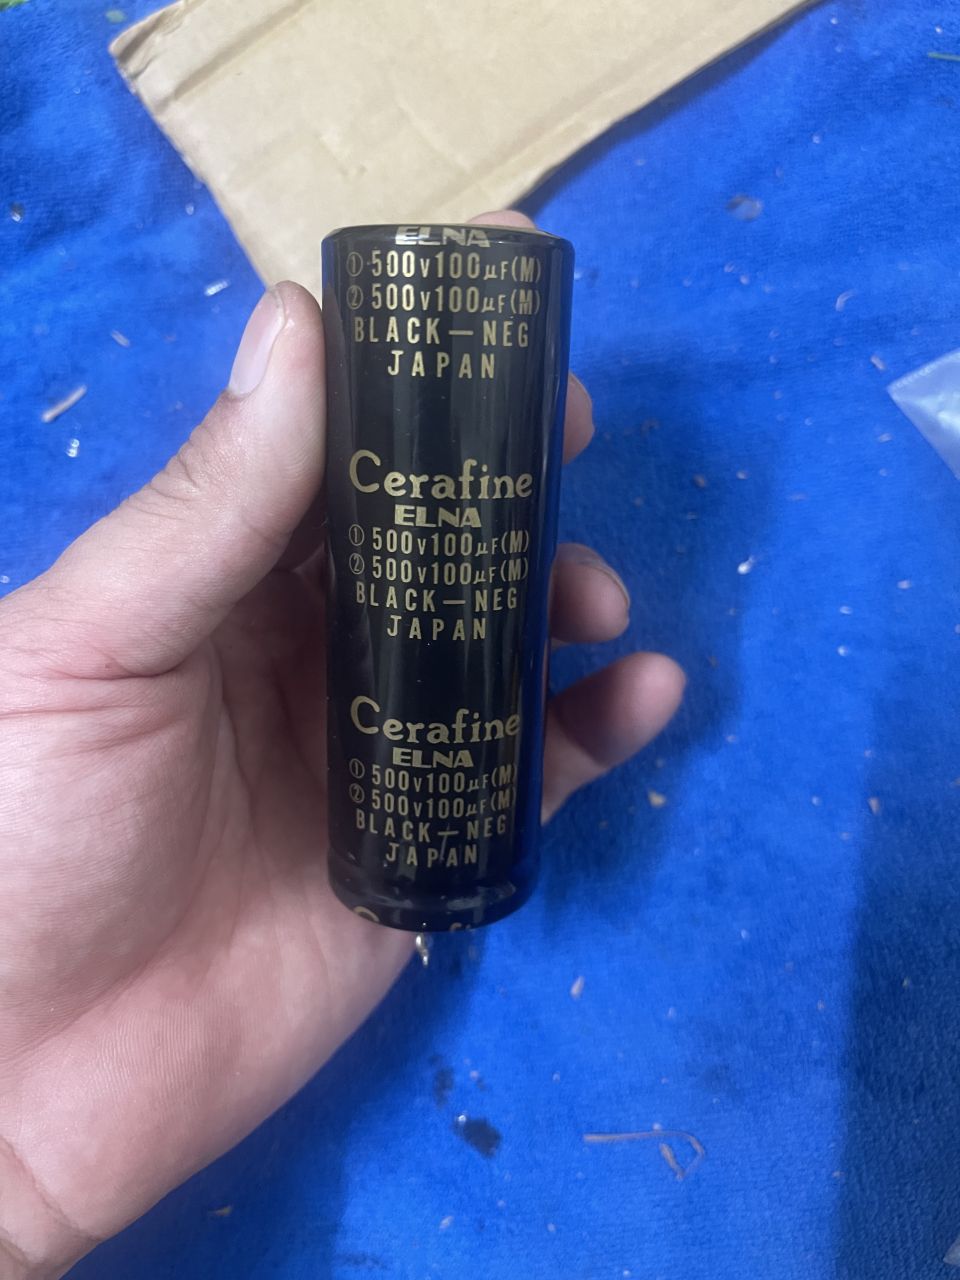 ELNA
① 500V100μF(M)
② 500V100μF(M)
BLACK—NEG
JAPAN
Cerafine
ELNA
① 500V100μF(M)
② 500V100μF(M)
BLACK—NEG
JAPAN
Cerafine
ELNA
① 500V100μF(M)
② 500V100μF(M)
BLACK—NEG
JAPAN